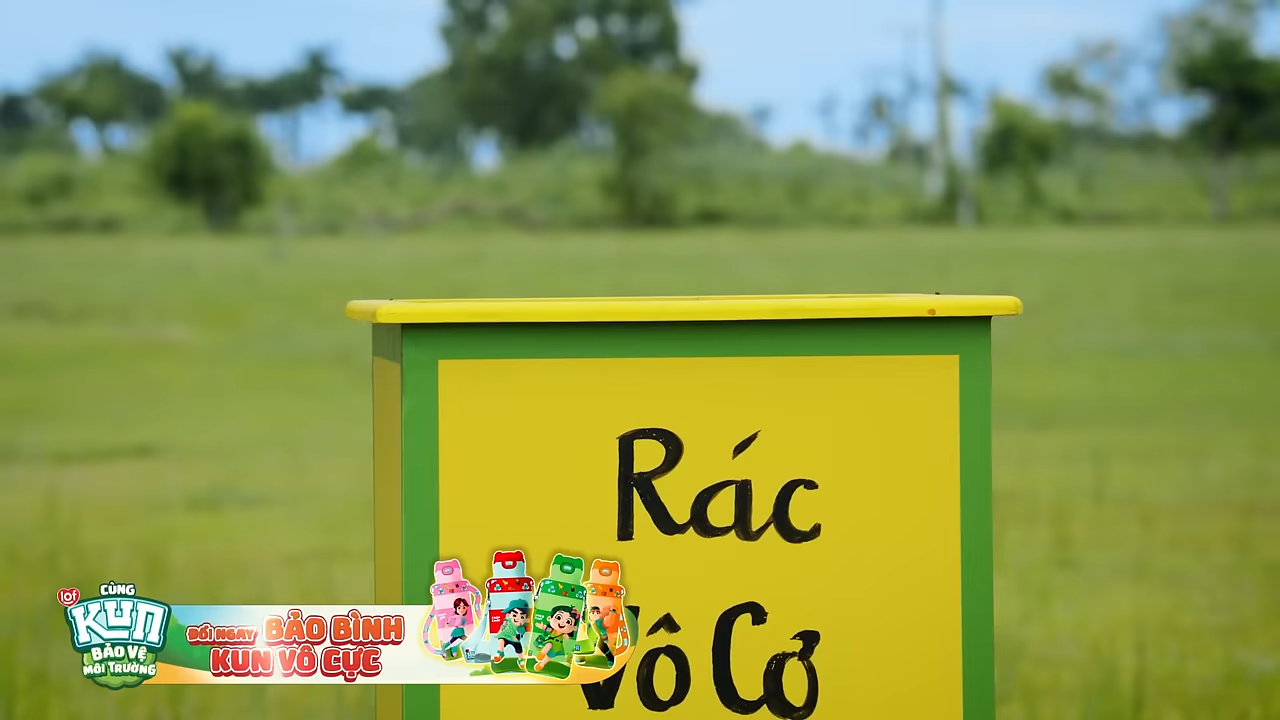 Rác
Vô Cơ
lof
CÙNG
KUN
BẢO VỆ
MÔI TRƯỜNG
ĐỔI NGAY BẢO BÌNH
KUN VÔ CỰC